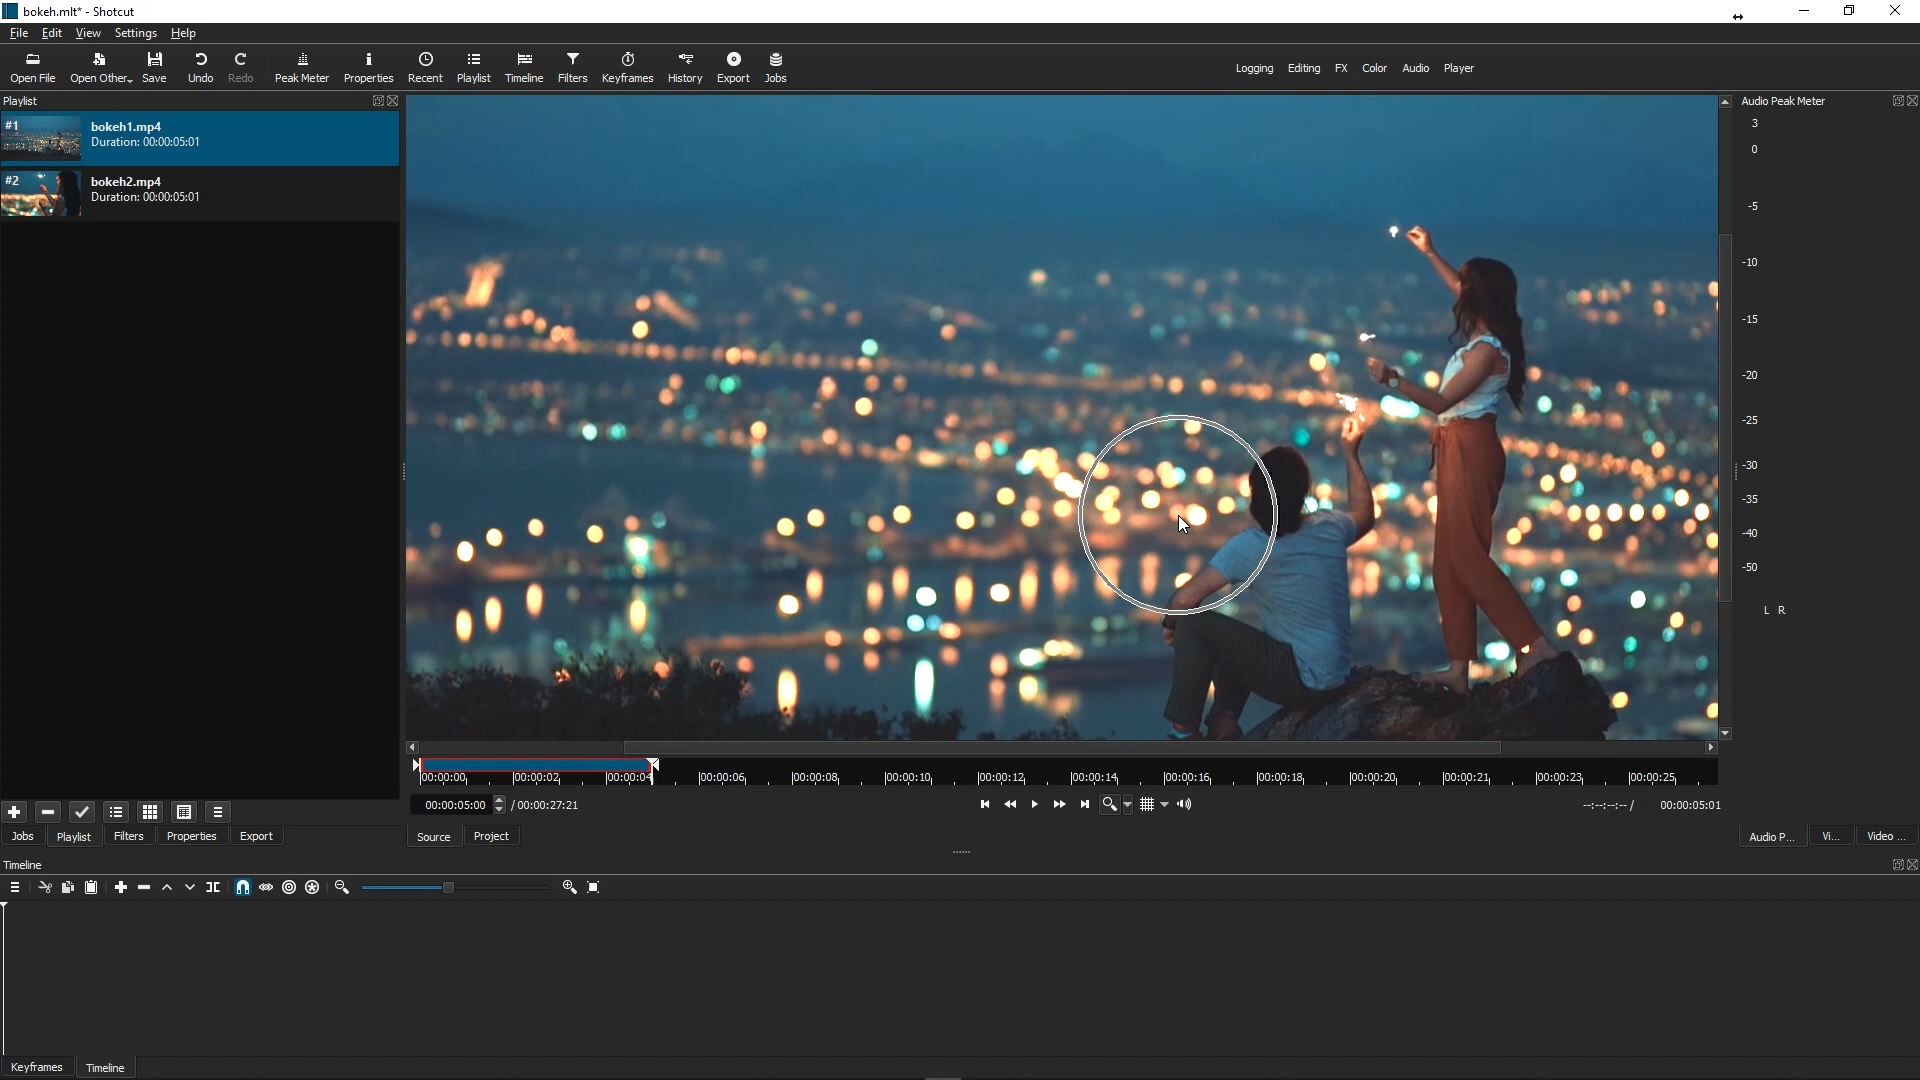 bokeh.mlt* - Shotcut
File Edit View Settings Help
Open File Open Other Save Undo Redo Peak Meter Properties Recent Playlist Timeline Filters Keyframes History Export Jobs
Logging Editing FX Color Audio Player
Playlist
#1 bokeh1.mp4
Duration: 00:00:05:01
#2 bokeh2.mp4
Duration: 00:00:05:01
Audio Peak Meter
3
0
-5
-10
-15
-20
-25
-30
-35
-40
-50
L R
00:00:00 00:00:02 00:00:04 00:00:06 00:00:08 00:00:10 00:00:12 00:00:14 00:00:16 00:00:18 00:00:20 00:00:21 00:00:23 00:00:25
00:00:05:00 / 00:00:27:21
--:--:--:-- / 00:00:05:01
Jobs Playlist Filters Properties Export
Source Project
Audio P... Vi... Video ...
Timeline
Keyframes Timeline